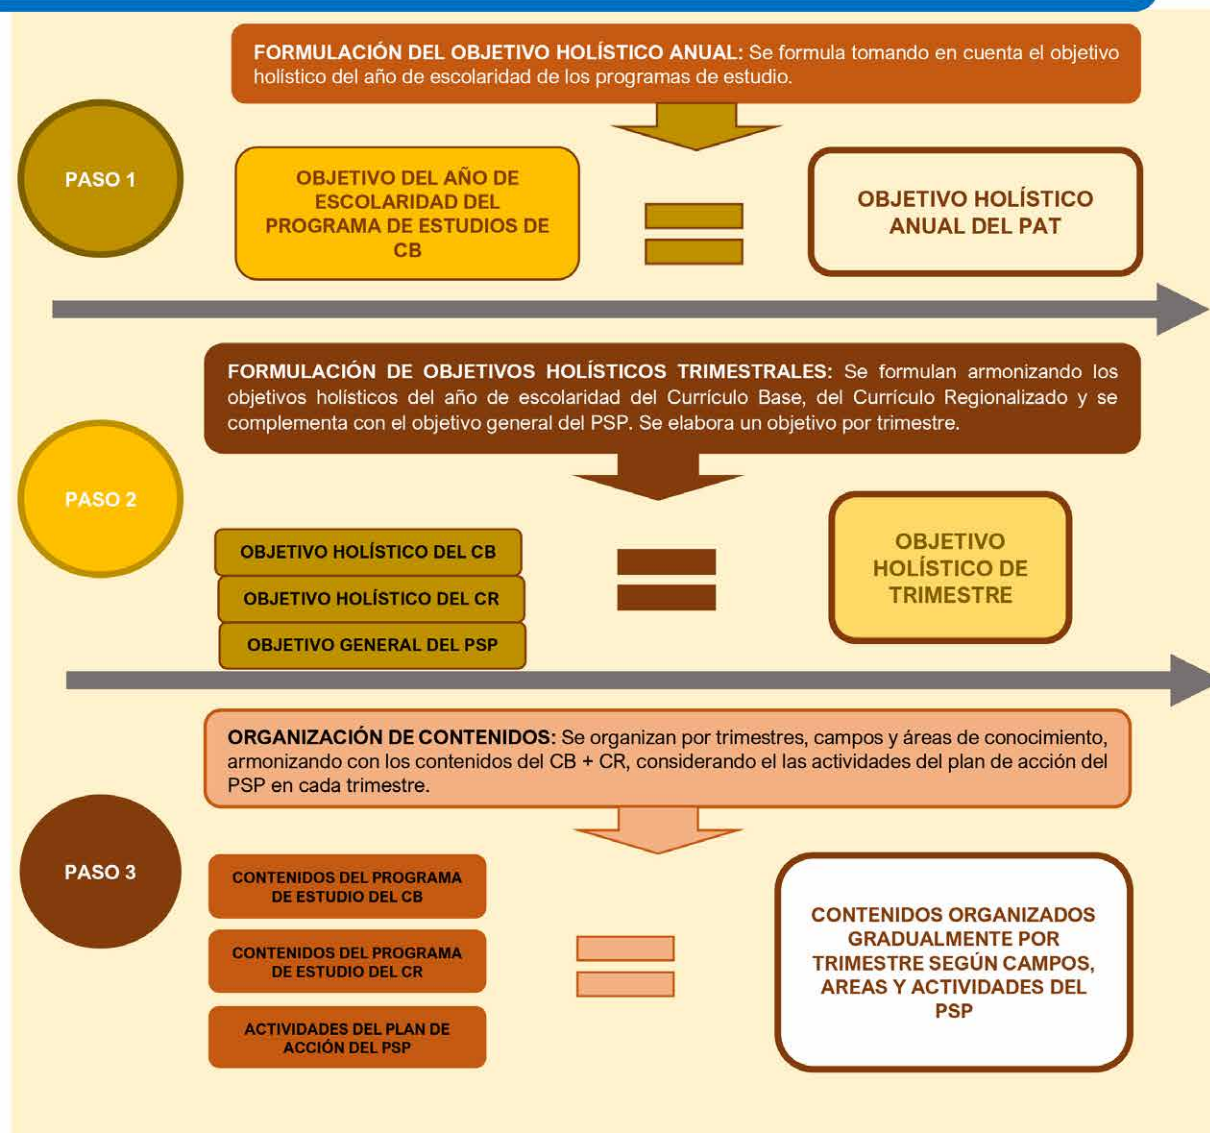 FORMULACIÓN DEL OBJETIVO HOLÍSTICO ANUAL: Se formula tomando en cuenta el objetivo
holístico del año de escolaridad de los programas de estudio.
PASO 1
OBJETIVO DEL AÑO DE
ESCOLARIDAD DEL
PROGRAMA DE ESTUDIOS DE
CB
OBJETIVO HOLÍSTICO
ANUAL DEL PAT
FORMULACIÓN DE OBJETIVOS HOLÍSTICOS TRIMESTRALES: Se formulan armonizando los
objetivos holísticos del año de escolaridad del Currículo Base, del Currículo Regionalizado y se
complementa con el objetivo general del PSP. Se elabora un objetivo por trimestre.
PASO 2
OBJETIVO HOLÍSTICO DEL CB
OBJETIVO HOLÍSTICO DEL CR
OBJETIVO GENERAL DEL PSP
OBJETIVO
HOLÍSTICO DE
TRIMESTRE
ORGANIZACIÓN DE CONTENIDOS: Se organizan por trimestres, campos y áreas de conocimiento,
armonizando con los contenidos del CB + CR, considerando el las actividades del plan de acción del
PSP en cada trimestre.
PASO 3
CONTENIDOS DEL PROGRAMA
DE ESTUDIO DEL CB
CONTENIDOS DEL PROGRAMA
DE ESTUDIO DEL CR
ACTIVIDADES DEL PLAN DE
ACCIÓN DEL PSP
CONTENIDOS ORGANIZADOS
GRADUALMENTE POR
TRIMESTRE SEGÚN CAMPOS,
AREAS Y ACTIVIDADES DEL
PSP